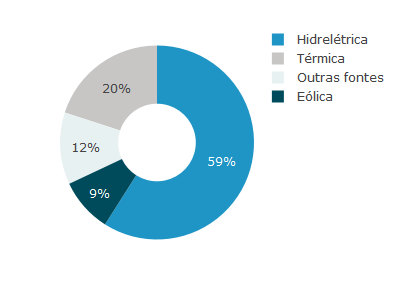 Hidrelétrica
Térmica
Outras fontes
Eólica
20%
12%
9%
59%